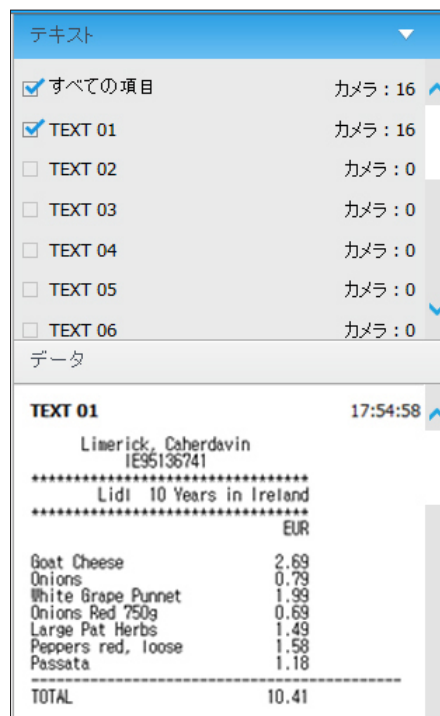 テキスト
すべての項目 カメラ : 16
TEXT 01 カメラ : 16
TEXT 02 カメラ : 0
TEXT 03 カメラ : 0
TEXT 04 カメラ : 0
TEXT 05 カメラ : 0
TEXT 06 カメラ : 0
データ
TEXT 01 17:54:58
Limerick, Caherdavin
IE95136741
*********************************
Lidl 10 Years in Ireland
*********************************
EUR
Goat Cheese 2.69
Onions 0.79
White Grape Punnet 1.99
Onions Red 750g 0.69
Large Pat Herbs 1.49
Peppers red, loose 1.58
Passata 1.18
---------------------------------------------
TOTAL 10.41